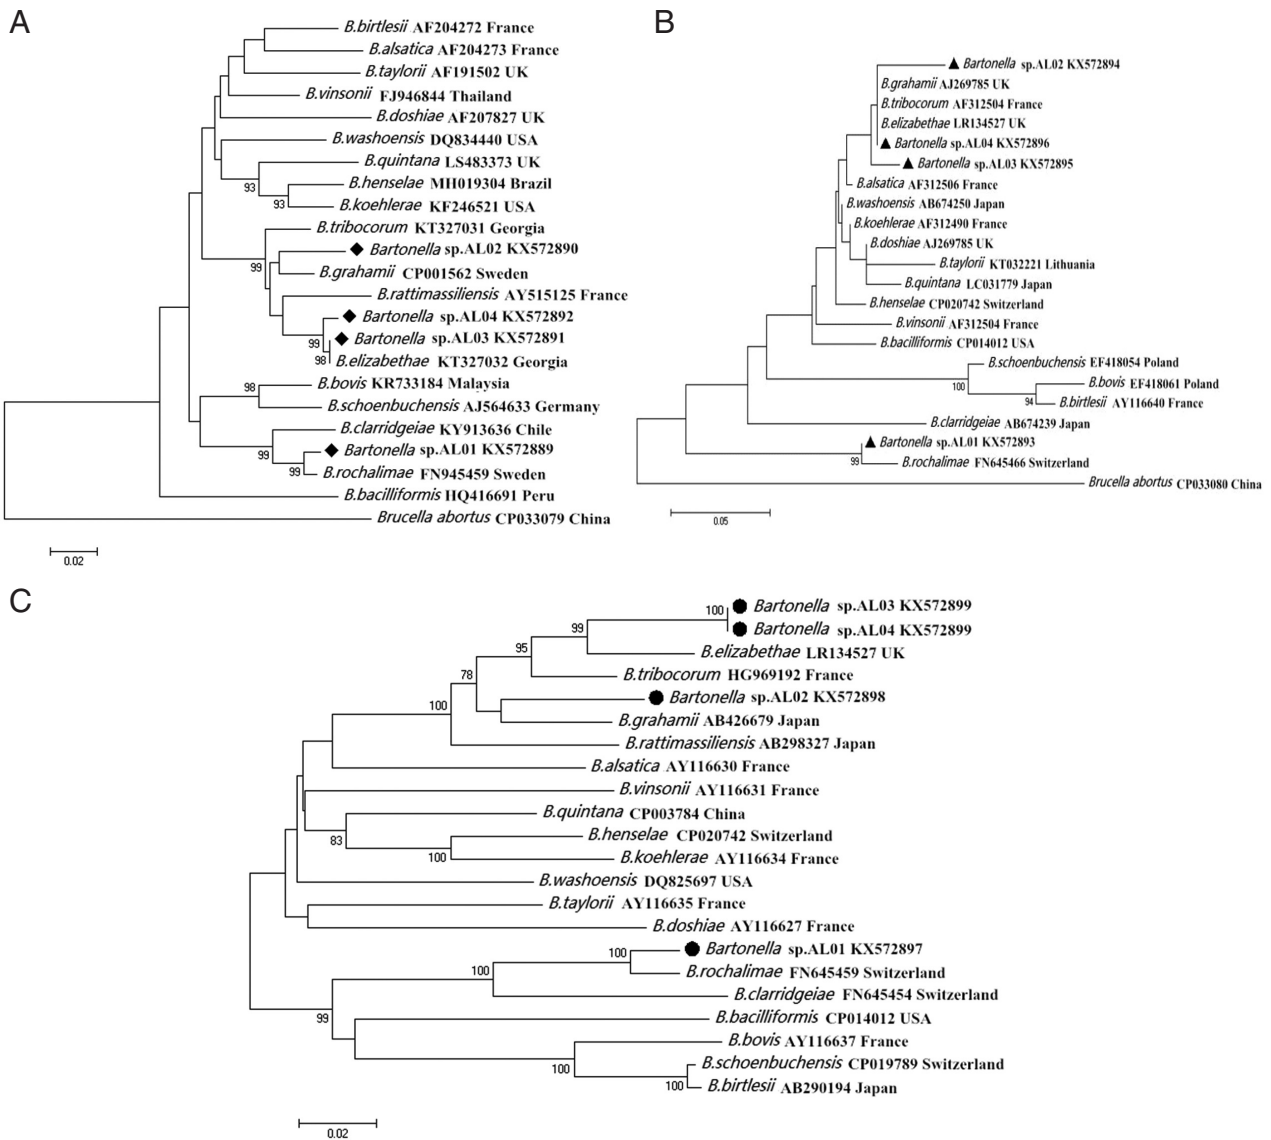 A
B.birtlesii AF204272 France
B.alsatica AF204273 France
B.taylorii AF191502 UK
B.vinsonii FJ946844 Thailand
B.doshiae AF207827 UK
B.washoensis DQ834440 USA
B.quintana LS483373 UK
93
B.henselae MH019304 Brazil
93
B.koehlerae KF246521 USA
B.tribocorum KT327031 Georgia
Bartonella sp.AL02 KX572890
99
B.grahamii CP001562 Sweden
B.rattimassiliensis AY515125 France
Bartonella sp.AL04 KX572892
99
Bartonella sp.AL03 KX572891
98
B.elizabethae KT327032 Georgia
98
B.bovis KR733184 Malaysia
B.schoenbuchensis AJ564633 Germany
B.clarridgeiae KY913636 Chile
99
Bartonella sp.AL01 KX572889
99
B.rochalimae FN945459 Sweden
B.bacilliformis HQ416691 Peru
Brucella abortus CP033079 China
0.02
B
Bartonella sp.AL02 KX572894
B.grahamii AJ269785 UK
B.tribocorum AF312504 France
B.elizabethae LR134527 UK
Bartonella sp.AL04 KX572896
Bartonella sp.AL03 KX572895
B.alsatica AF312506 France
B.washoensis AB674250 Japan
B.koehlerae AF312490 France
B.doshiae AJ269785 UK
B.taylorii KT032221 Lithuania
B.quintana LC031779 Japan
B.henselae CP020742 Switzerland
B.vinsonii AF312504 France
B.bacilliformis CP014012 USA
B.schoenbuchensis EF418054 Poland
100
B.bovis EF418061 Poland
94
B.birtlesii AY116640 France
B.clarridgeiae AB674239 Japan
Bartonella sp.AL01 KX572893
99
B.rochalimae FN645466 Switzerland
Brucella abortus CP033080 China
0.05
C
100
Bartonella sp.AL03 KX572899
99
Bartonella sp.AL04 KX572899
95
B.elizabethae LR134527 UK
78
B.tribocorum HG969192 France
100
Bartonella sp.AL02 KX572898
B.grahamii AB426679 Japan
B.rattimassiliensis AB298327 Japan
B.alsatica AY116630 France
B.vinsonii AY116631 France
B.quintana CP003784 China
83
B.henselae CP020742 Switzerland
100
B.koehlerae AY116634 France
B.washoensis DQ825697 USA
B.taylorii AY116635 France
B.doshiae AY116627 France
100
Bartonella sp.AL01 KX572897
100
B.rochalimae FN645459 Switzerland
B.clarridgeiae FN645454 Switzerland
99
B.bacilliformis CP014012 USA
B.bovis AY116637 France
100
B.schoenbuchensis CP019789 Switzerland
100
B.birtlesii AB290194 Japan
0.02